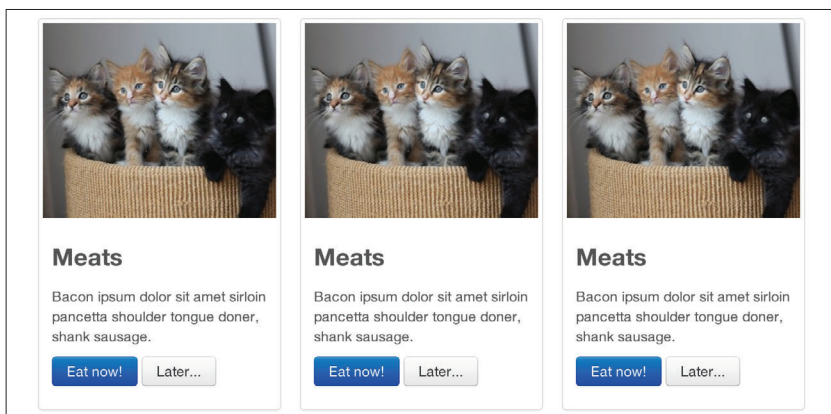 Meats
Bacon ipsum dolor sit amet sirloin
pancetta shoulder tongue doner,
shank sausage.
Eat now! Later...
Meats
Bacon ipsum dolor sit amet sirloin
pancetta shoulder tongue doner,
shank sausage.
Eat now! Later...
Meats
Bacon ipsum dolor sit amet sirloin
pancetta shoulder tongue doner,
shank sausage.
Eat now! Later...